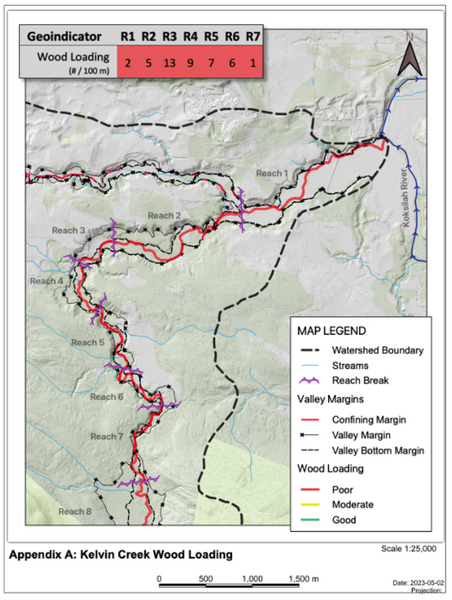 Geoindicator R1 R2 R3 R4 R5 R6 R7
Wood Loading 2 5 13 9 7 6 1
(# / 100 m)
N
Reach 1
Koksilah River
Reach 2
Reach 3
Reach 4
Reach 5
Reach 6
Reach 7
Reach 8
MAP LEGEND
Watershed Boundary
Streams
Reach Break
Valley Margins
Confining Margin
Valley Margin
Valley Bottom Margin
Wood Loading
Poor
Moderate
Good
Appendix A: Kelvin Creek Wood Loading
Scale 1:25,000
0 500 1,000 1,500 m
Date: 2023-05-02
Projection: